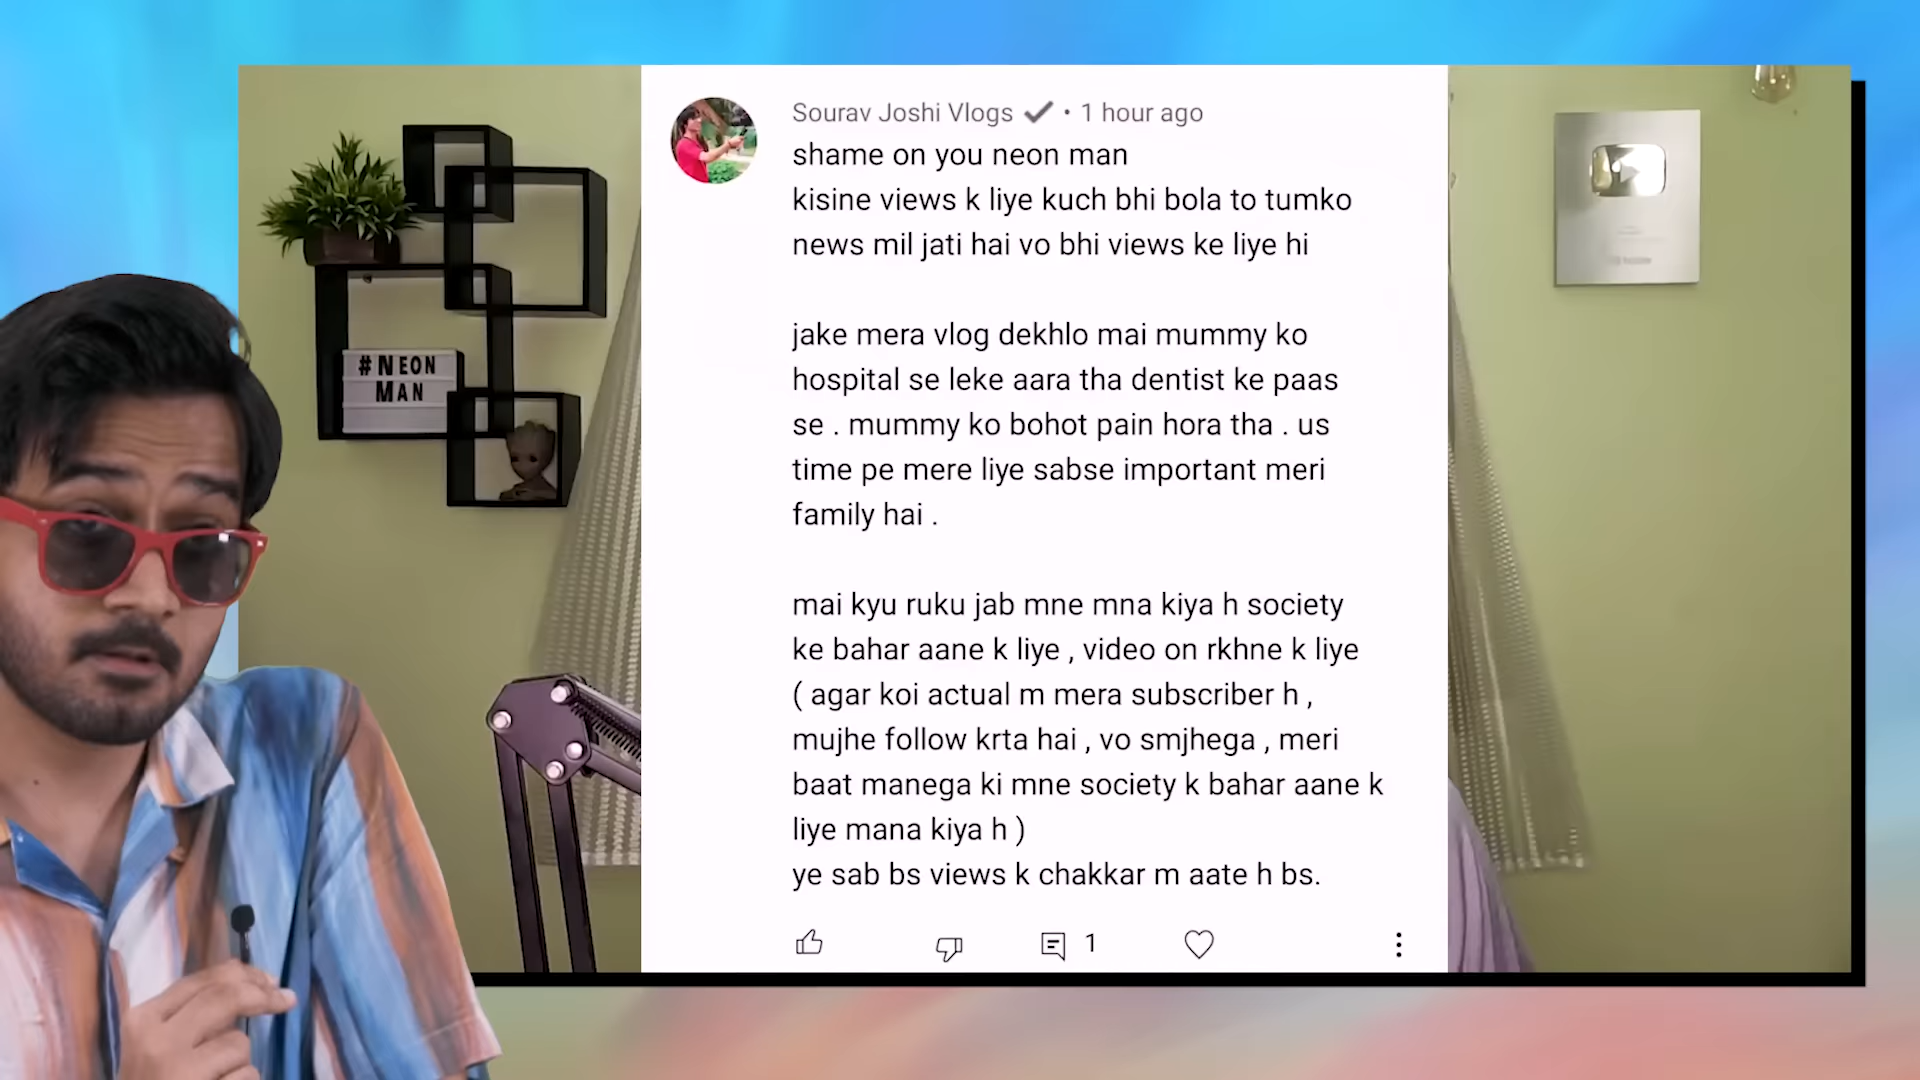 Sourav Joshi Vlogs ✔ • 1 hour ago
shame on you neon man
kisine views k liye kuch bhi bola to tumko
news mil jati hai vo bhi views ke liye hi
jake mera vlog dekhlo mai mummy ko
hospital se leke aara tha dentist ke paas
se . mummy ko bohot pain hora tha . us
time pe mere liye sabse important meri
family hai .
mai kyu ruku jab mne mna kiya h society
ke bahar aane k liye , video on rkhne k liye
( agar koi actual m mera subscriber h ,
mujhe follow krta hai , vo smjhega , meri
baat manega ki mne society k bahar aane k
liye mana kiya h )
ye sab bs views k chakkar m aate h bs.
1
#NEON
MAN